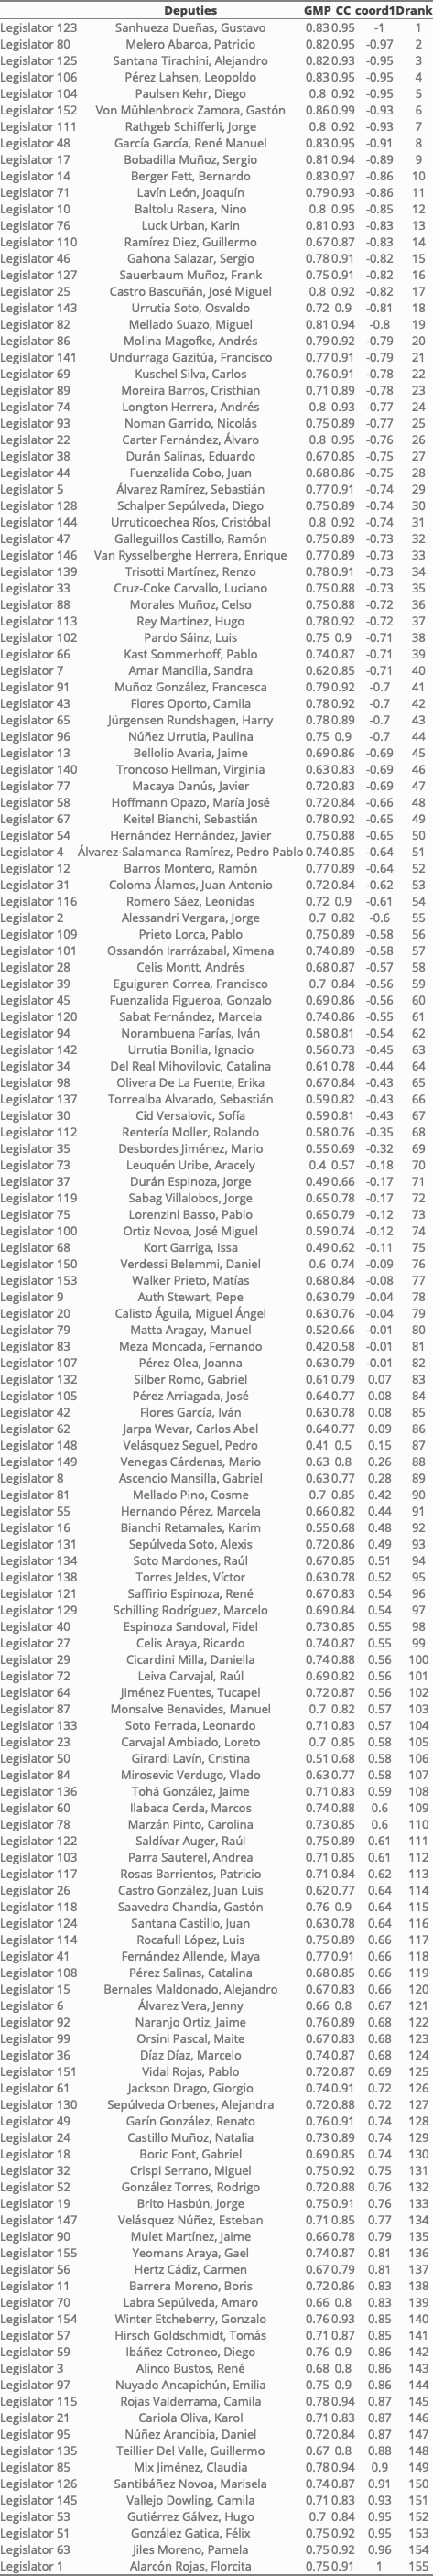 Deputies GMP CC coord1Drank
Legislator 123 Sanhueza Dueñas, Gustavo 0.83 0.95 -1 1
Legislator 80 Melero Abaroa, Patricio 0.82 0.95 -0.97 2
Legislator 125 Santana Tirachini, Alejandro 0.82 0.93 -0.95 3
Legislator 106 Pérez Lahsen, Leopoldo 0.83 0.95 -0.95 4
Legislator 104 Paulsen Kehr, Diego 0.8 0.92 -0.95 5
Legislator 152 Von Mühlenbrock Zamora, Gastón 0.86 0.99 -0.93 6
Legislator 111 Rathgeb Schifferli, Jorge 0.8 0.92 -0.93 7
Legislator 48 García García, René Manuel 0.83 0.95 -0.91 8
Legislator 17 Bobadilla Muñoz, Sergio 0.81 0.94 -0.89 9
Legislator 14 Berger Fett, Bernardo 0.83 0.97 -0.86 10
Legislator 71 Lavín León, Joaquín 0.79 0.93 -0.86 11
Legislator 10 Baltolu Rasera, Nino 0.8 0.95 -0.85 12
Legislator 76 Luck Urban, Karin 0.81 0.93 -0.83 13
Legislator 110 Ramírez Diez, Guillermo 0.67 0.87 -0.83 14
Legislator 46 Gahona Salazar, Sergio 0.78 0.91 -0.82 15
Legislator 127 Sauerbaum Muñoz, Frank 0.75 0.91 -0.82 16
Legislator 25 Castro Bascuñán, José Miguel 0.8 0.92 -0.82 17
Legislator 143 Urrutia Soto, Osvaldo 0.72 0.9 -0.81 18
Legislator 82 Mellado Suazo, Miguel 0.81 0.94 -0.8 19
Legislator 86 Molina Magofke, Andrés 0.79 0.92 -0.79 20
Legislator 141 Undurraga Gazitúa, Francisco 0.77 0.91 -0.79 21
Legislator 69 Kuschel Silva, Carlos 0.76 0.91 -0.78 22
Legislator 89 Moreira Barros, Cristhian 0.71 0.89 -0.78 23
Legislator 74 Longton Herrera, Andrés 0.8 0.93 -0.77 24
Legislator 93 Noman Garrido, Nicolás 0.75 0.89 -0.77 25
Legislator 22 Carter Fernández, Álvaro 0.8 0.95 -0.76 26
Legislator 38 Durán Salinas, Eduardo 0.67 0.85 -0.75 27
Legislator 44 Fuenzalida Cobo, Juan 0.68 0.86 -0.75 28
Legislator 5 Álvarez Ramírez, Sebastián 0.77 0.91 -0.74 29
Legislator 128 Schalper Sepúlveda, Diego 0.75 0.89 -0.74 30
Legislator 144 Urruticoechea Ríos, Cristóbal 0.8 0.92 -0.74 31
Legislator 47 Galleguillos Castillo, Ramón 0.75 0.89 -0.73 32
Legislator 146 Van Rysselberghe Herrera, Enrique 0.77 0.89 -0.73 33
Legislator 139 Trisotti Martínez, Renzo 0.78 0.91 -0.73 34
Legislator 33 Cruz-Coke Carvallo, Luciano 0.75 0.88 -0.73 35
Legislator 88 Morales Muñoz, Celso 0.75 0.88 -0.72 36
Legislator 113 Rey Martínez, Hugo 0.78 0.92 -0.72 37
Legislator 102 Pardo Sáinz, Luis 0.75 0.9 -0.71 38
Legislator 66 Kast Sommerhoff, Pablo 0.74 0.87 -0.71 39
Legislator 7 Amar Mancilla, Sandra 0.62 0.85 -0.71 40
Legislator 91 Muñoz González, Francesca 0.79 0.92 -0.7 41
Legislator 43 Flores Oporto, Camila 0.78 0.92 -0.7 42
Legislator 65 Jürgensen Rundshagen, Harry 0.78 0.89 -0.7 43
Legislator 96 Núñez Urrutia, Paulina 0.75 0.9 -0.7 44
Legislator 13 Bellolio Avaria, Jaime 0.69 0.86 -0.69 45
Legislator 140 Troncoso Hellman, Virginia 0.63 0.83 -0.69 46
Legislator 77 Macaya Danús, Javier 0.72 0.83 -0.69 47
Legislator 58 Hoffmann Opazo, María José 0.72 0.84 -0.66 48
Legislator 67 Keitel Bianchi, Sebastián 0.78 0.92 -0.65 49
Legislator 54 Hernández Hernández, Javier 0.75 0.88 -0.65 50
Legislator 4 Álvarez-Salamanca Ramírez, Pedro Pablo 0.74 0.85 -0.64 51
Legislator 12 Barros Montero, Ramón 0.77 0.89 -0.64 52
Legislator 31 Coloma Álamos, Juan Antonio 0.72 0.84 -0.62 53
Legislator 116 Romero Sáez, Leonidas 0.72 0.9 -0.61 54
Legislator 2 Alessandri Vergara, Jorge 0.7 0.82 -0.6 55
Legislator 109 Prieto Lorca, Pablo 0.75 0.89 -0.58 56
Legislator 101 Ossandón Irarrázabal, Ximena 0.74 0.89 -0.58 57
Legislator 28 Celis Montt, Andrés 0.68 0.87 -0.57 58
Legislator 39 Eguiguren Correa, Francisco 0.7 0.84 -0.56 59
Legislator 45 Fuenzalida Figueroa, Gonzalo 0.69 0.86 -0.56 60
Legislator 120 Sabat Fernández, Marcela 0.74 0.86 -0.55 61
Legislator 94 Norambuena Farías, Iván 0.58 0.81 -0.54 62
Legislator 142 Urrutia Bonilla, Ignacio 0.56 0.73 -0.45 63
Legislator 34 Del Real Mihovilovic, Catalina 0.61 0.78 -0.44 64
Legislator 98 Olivera De La Fuente, Erika 0.67 0.84 -0.43 65
Legislator 137 Torrealba Alvarado, Sebastián 0.59 0.82 -0.43 66
Legislator 30 Cid Versalovic, Sofía 0.59 0.81 -0.43 67
Legislator 112 Rentería Moller, Rolando 0.58 0.76 -0.35 68
Legislator 35 Desbordes Jiménez, Mario 0.55 0.69 -0.32 69
Legislator 73 Leuquén Uribe, Aracely 0.4 0.57 -0.18 70
Legislator 37 Durán Espinoza, Jorge 0.49 0.66 -0.17 71
Legislator 119 Sabag Villalobos, Jorge 0.65 0.78 -0.17 72
Legislator 75 Lorenzini Basso, Pablo 0.65 0.79 -0.12 73
Legislator 100 Ortiz Novoa, José Miguel 0.59 0.74 -0.12 74
Legislator 68 Kort Garriga, Issa 0.49 0.62 -0.11 75
Legislator 150 Verdessi Belemmi, Daniel 0.6 0.74 -0.09 76
Legislator 153 Walker Prieto, Matías 0.68 0.84 -0.08 77
Legislator 9 Auth Stewart, Pepe 0.63 0.79 -0.04 78
Legislator 20 Calisto Águila, Miguel Ángel 0.63 0.76 -0.04 79
Legislator 79 Matta Aragay, Manuel 0.52 0.66 -0.01 80
Legislator 83 Meza Moncada, Fernando 0.42 0.58 -0.01 81
Legislator 107 Pérez Olea, Joanna 0.63 0.79 -0.01 82
Legislator 132 Silber Romo, Gabriel 0.61 0.79 0.07 83
Legislator 105 Pérez Arriagada, José 0.64 0.77 0.08 84
Legislator 42 Flores García, Iván 0.63 0.78 0.08 85
Legislator 62 Jarpa Wevar, Carlos Abel 0.64 0.77 0.09 86
Legislator 148 Velásquez Seguel, Pedro 0.41 0.5 0.15 87
Legislator 149 Venegas Cárdenas, Mario 0.63 0.8 0.26 88
Legislator 8 Ascencio Mansilla, Gabriel 0.63 0.77 0.28 89
Legislator 81 Mellado Pino, Cosme 0.7 0.85 0.42 90
Legislator 55 Hernando Pérez, Marcela 0.66 0.82 0.44 91
Legislator 16 Bianchi Retamales, Karim 0.55 0.68 0.48 92
Legislator 131 Sepúlveda Soto, Alexis 0.72 0.86 0.49 93
Legislator 134 Soto Mardones, Raúl 0.67 0.85 0.51 94
Legislator 138 Torres Jeldes, Víctor 0.63 0.78 0.52 95
Legislator 121 Saffirio Espinoza, René 0.67 0.83 0.54 96
Legislator 129 Schilling Rodríguez, Marcelo 0.69 0.84 0.54 97
Legislator 40 Espinoza Sandoval, Fidel 0.73 0.85 0.55 98
Legislator 27 Celis Araya, Ricardo 0.74 0.87 0.55 99
Legislator 29 Cicardini Milla, Daniella 0.74 0.88 0.56 100
Legislator 72 Leiva Carvajal, Raúl 0.69 0.82 0.56 101
Legislator 64 Jiménez Fuentes, Tucapel 0.72 0.87 0.56 102
Legislator 87 Monsalve Benavides, Manuel 0.7 0.82 0.57 103
Legislator 133 Soto Ferrada, Leonardo 0.71 0.83 0.57 104
Legislator 23 Carvajal Ambiado, Loreto 0.7 0.85 0.58 105
Legislator 50 Girardi Lavín, Cristina 0.51 0.68 0.58 106
Legislator 84 Mirosevic Verdugo, Vlado 0.63 0.77 0.58 107
Legislator 136 Tohá González, Jaime 0.71 0.83 0.59 108
Legislator 60 Ilabaca Cerda, Marcos 0.74 0.88 0.6 109
Legislator 78 Marzán Pinto, Carolina 0.73 0.85 0.6 110
Legislator 122 Saldívar Auger, Raúl 0.75 0.89 0.61 111
Legislator 103 Parra Sauterel, Andrea 0.71 0.85 0.61 112
Legislator 117 Rosas Barrientos, Patricio 0.71 0.84 0.62 113
Legislator 26 Castro González, Juan Luis 0.62 0.77 0.64 114
Legislator 118 Saavedra Chandía, Gastón 0.76 0.9 0.64 115
Legislator 124 Santana Castillo, Juan 0.63 0.78 0.64 116
Legislator 114 Rocafull López, Luis 0.75 0.89 0.66 117
Legislator 41 Fernández Allende, Maya 0.77 0.91 0.66 118
Legislator 108 Pérez Salinas, Catalina 0.68 0.85 0.66 119
Legislator 15 Bernales Maldonado, Alejandro 0.67 0.83 0.66 120
Legislator 6 Álvarez Vera, Jenny 0.66 0.8 0.67 121
Legislator 92 Naranjo Ortiz, Jaime 0.76 0.89 0.68 122
Legislator 99 Orsini Pascal, Maite 0.67 0.83 0.68 123
Legislator 36 Díaz Díaz, Marcelo 0.74 0.87 0.68 124
Legislator 151 Vidal Rojas, Pablo 0.72 0.87 0.69 125
Legislator 61 Jackson Drago, Giorgio 0.74 0.91 0.72 126
Legislator 130 Sepúlveda Orbenes, Alejandra 0.72 0.88 0.72 127
Legislator 49 Garín González, Renato 0.76 0.91 0.74 128
Legislator 24 Castillo Muñoz, Natalia 0.73 0.89 0.74 129
Legislator 18 Boric Font, Gabriel 0.69 0.85 0.74 130
Legislator 32 Crispi Serrano, Miguel 0.75 0.92 0.75 131
Legislator 52 González Torres, Rodrigo 0.72 0.88 0.76 132
Legislator 19 Brito Hasbún, Jorge 0.75 0.91 0.76 133
Legislator 147 Velásquez Núñez, Esteban 0.71 0.85 0.77 134
Legislator 90 Mulet Martínez, Jaime 0.66 0.78 0.79 135
Legislator 155 Yeomans Araya, Gael 0.74 0.87 0.81 136
Legislator 56 Hertz Cádiz, Carmen 0.67 0.79 0.81 137
Legislator 11 Barrera Moreno, Boris 0.72 0.86 0.83 138
Legislator 70 Labra Sepúlveda, Amaro 0.66 0.8 0.83 139
Legislator 154 Winter Etcheberry, Gonzalo 0.76 0.93 0.85 140
Legislator 57 Hirsch Goldschmidt, Tomás 0.71 0.87 0.85 141
Legislator 59 Ibáñez Cotroneo, Diego 0.76 0.9 0.86 142
Legislator 3 Alinco Bustos, René 0.68 0.8 0.86 143
Legislator 97 Nuyado Ancapichún, Emilia 0.75 0.9 0.86 144
Legislator 115 Rojas Valderrama, Camila 0.78 0.94 0.87 145
Legislator 21 Cariola Oliva, Karol 0.71 0.83 0.87 146
Legislator 95 Núñez Arancibia, Daniel 0.72 0.84 0.87 147
Legislator 135 Teillier Del Valle, Guillermo 0.67 0.8 0.88 148
Legislator 85 Mix Jiménez, Claudia 0.78 0.94 0.9 149
Legislator 126 Santibáñez Novoa, Marisela 0.74 0.87 0.91 150
Legislator 145 Vallejo Dowling, Camila 0.71 0.83 0.93 151
Legislator 53 Gutiérrez Gálvez, Hugo 0.7 0.84 0.95 152
Legislator 51 González Gatica, Félix 0.75 0.92 0.95 153
Legislator 63 Jiles Moreno, Pamela 0.75 0.92 0.96 154
Legislator 1 Alarcón Rojas, Florcita 0.75 0.91 1 155